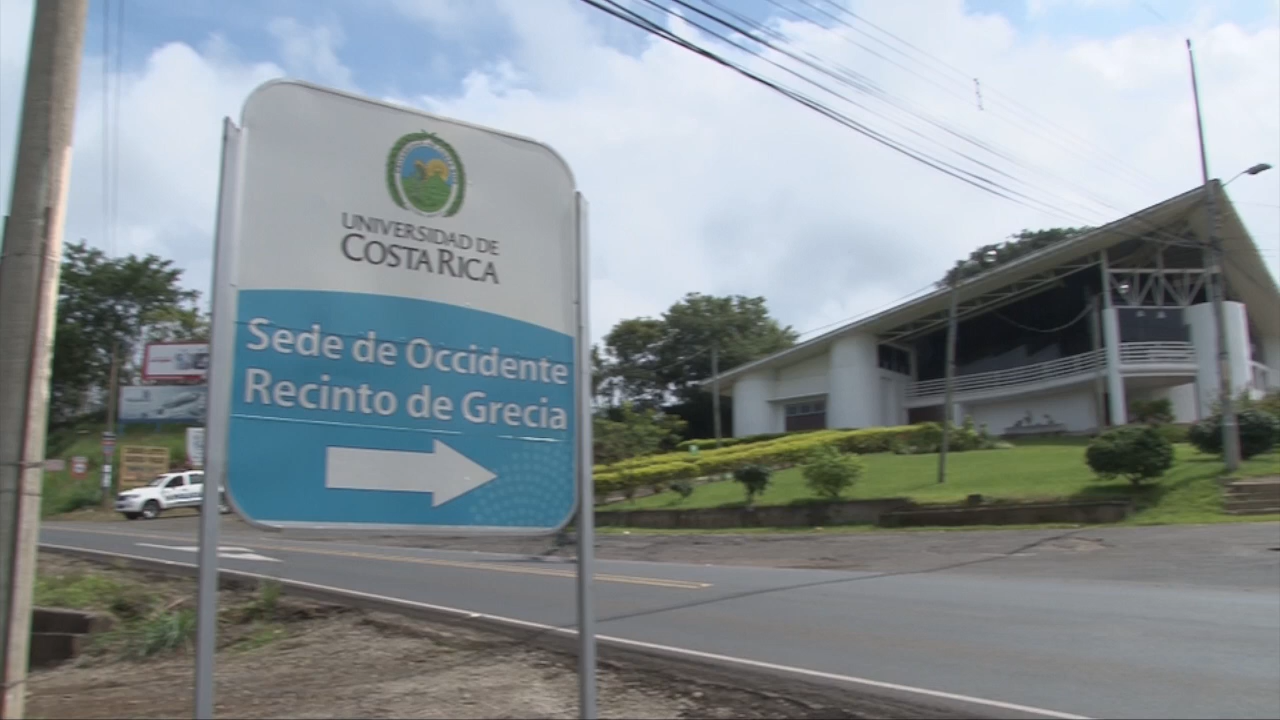 UNIVERSIDAD DE
COSTA RICA
Sede de Occidente
Recinto de Grecia